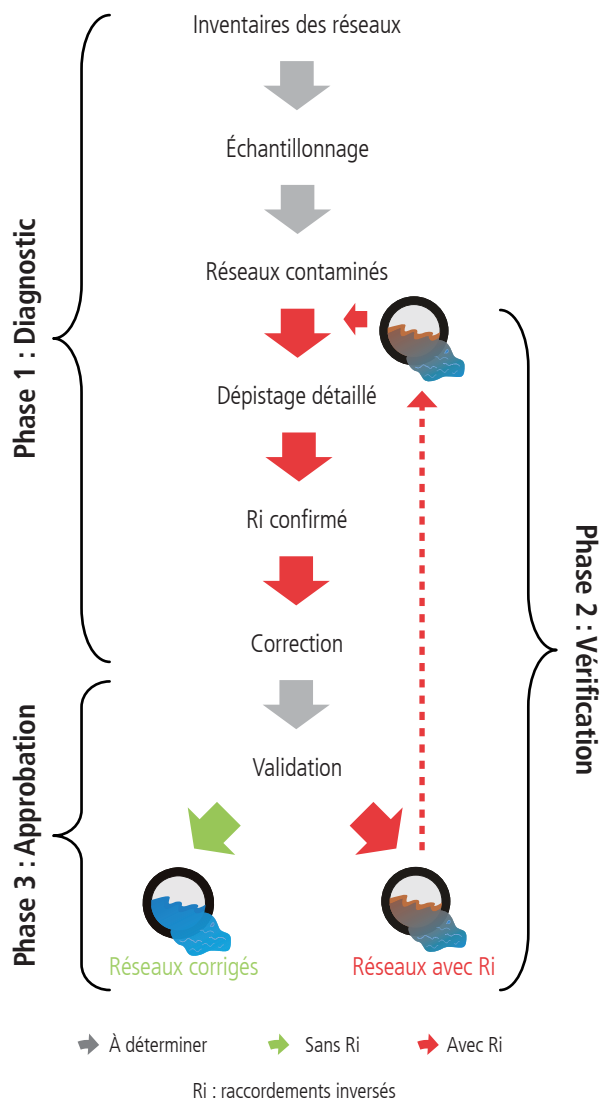 Inventaires des réseaux
Échantillonnage
Réseaux contaminés
Dépistage détaillé
Ri confirmé
Correction
Validation
Réseaux corrigés
Réseaux avec Ri
Phase 1 : Diagnostic
Phase 2 : Vérification
Phase 3 : Approbation
À déterminer
Sans Ri
Avec Ri
Ri : raccordements inversés